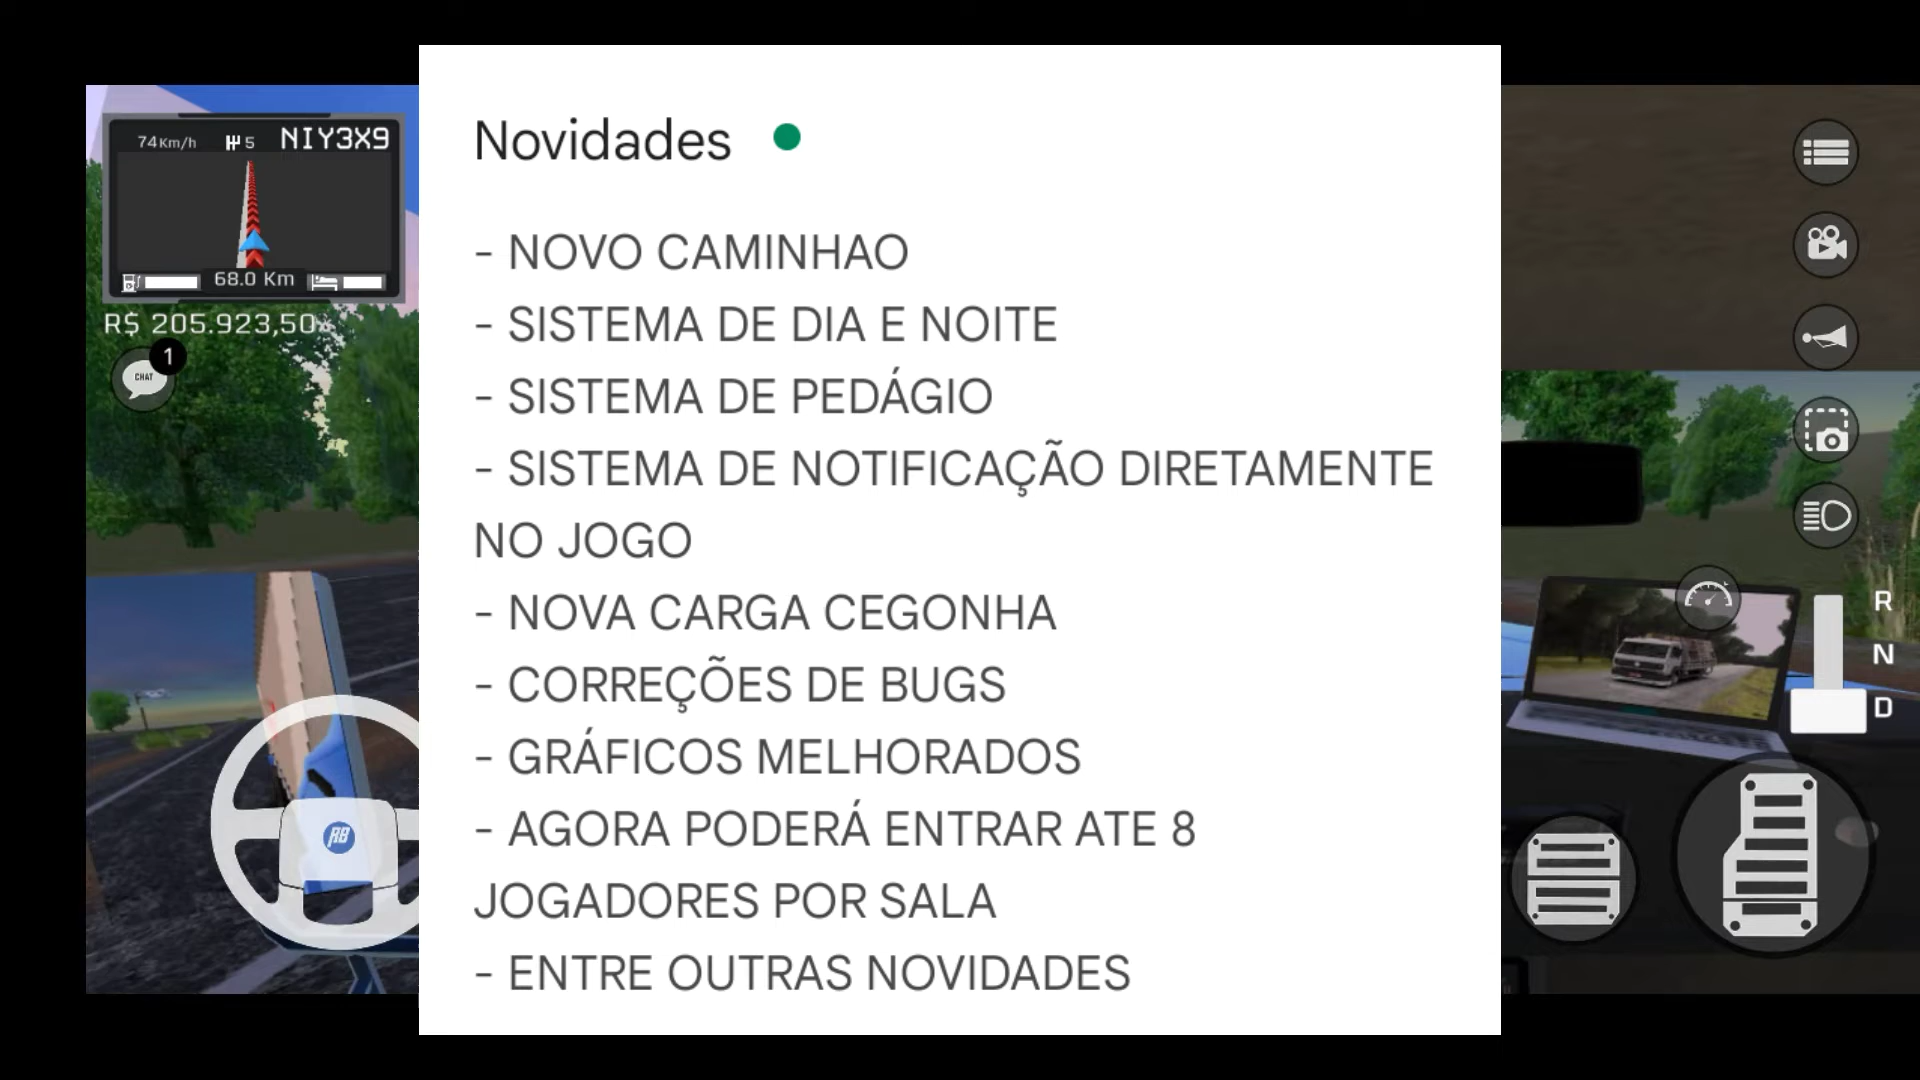 74Km/h 5 NIY3X9
68.0 Km
R$ 205.923,50
1
CHAT
RB
Novidades
- NOVO CAMINHAO
- SISTEMA DE DIA E NOITE
- SISTEMA DE PEDÁGIO
- SISTEMA DE NOTIFICAÇÃO DIRETAMENTE
NO JOGO
- NOVA CARGA CEGONHA
- CORREÇÕES DE BUGS
- GRÁFICOS MELHORADOS
- AGORA PODERÁ ENTRAR ATE 8
JOGADORES POR SALA
- ENTRE OUTRAS NOVIDADES
R
N
D